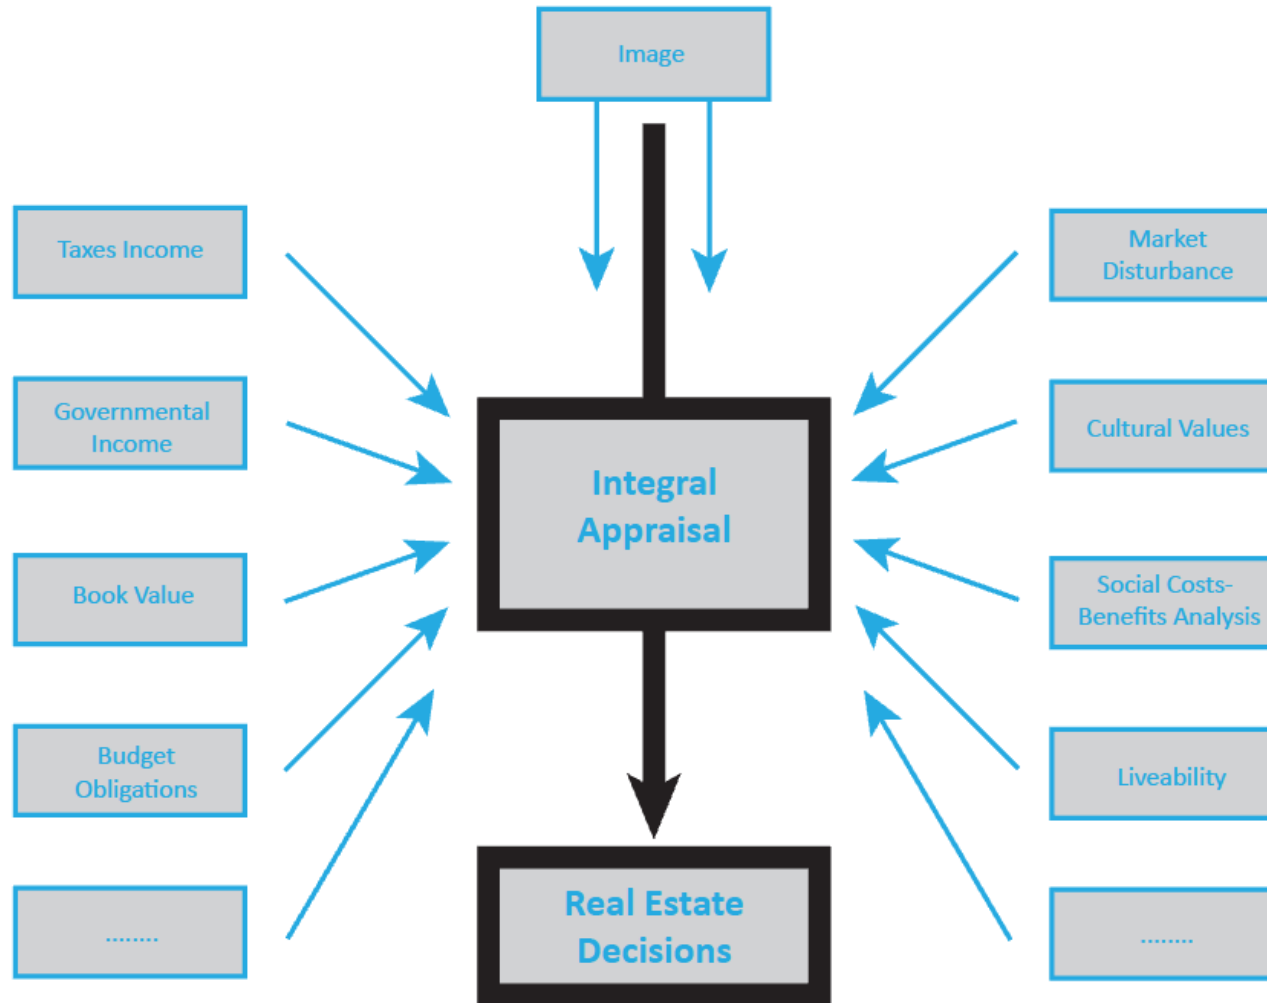 Image
Taxes Income
Governmental
Income
Book Value
Budget
Obligations
........
Integral
Appraisal
Real Estate
Decisions
Market
Disturbance
Cultural Values
Social Costs-
Benefits Analysis
Liveability
........